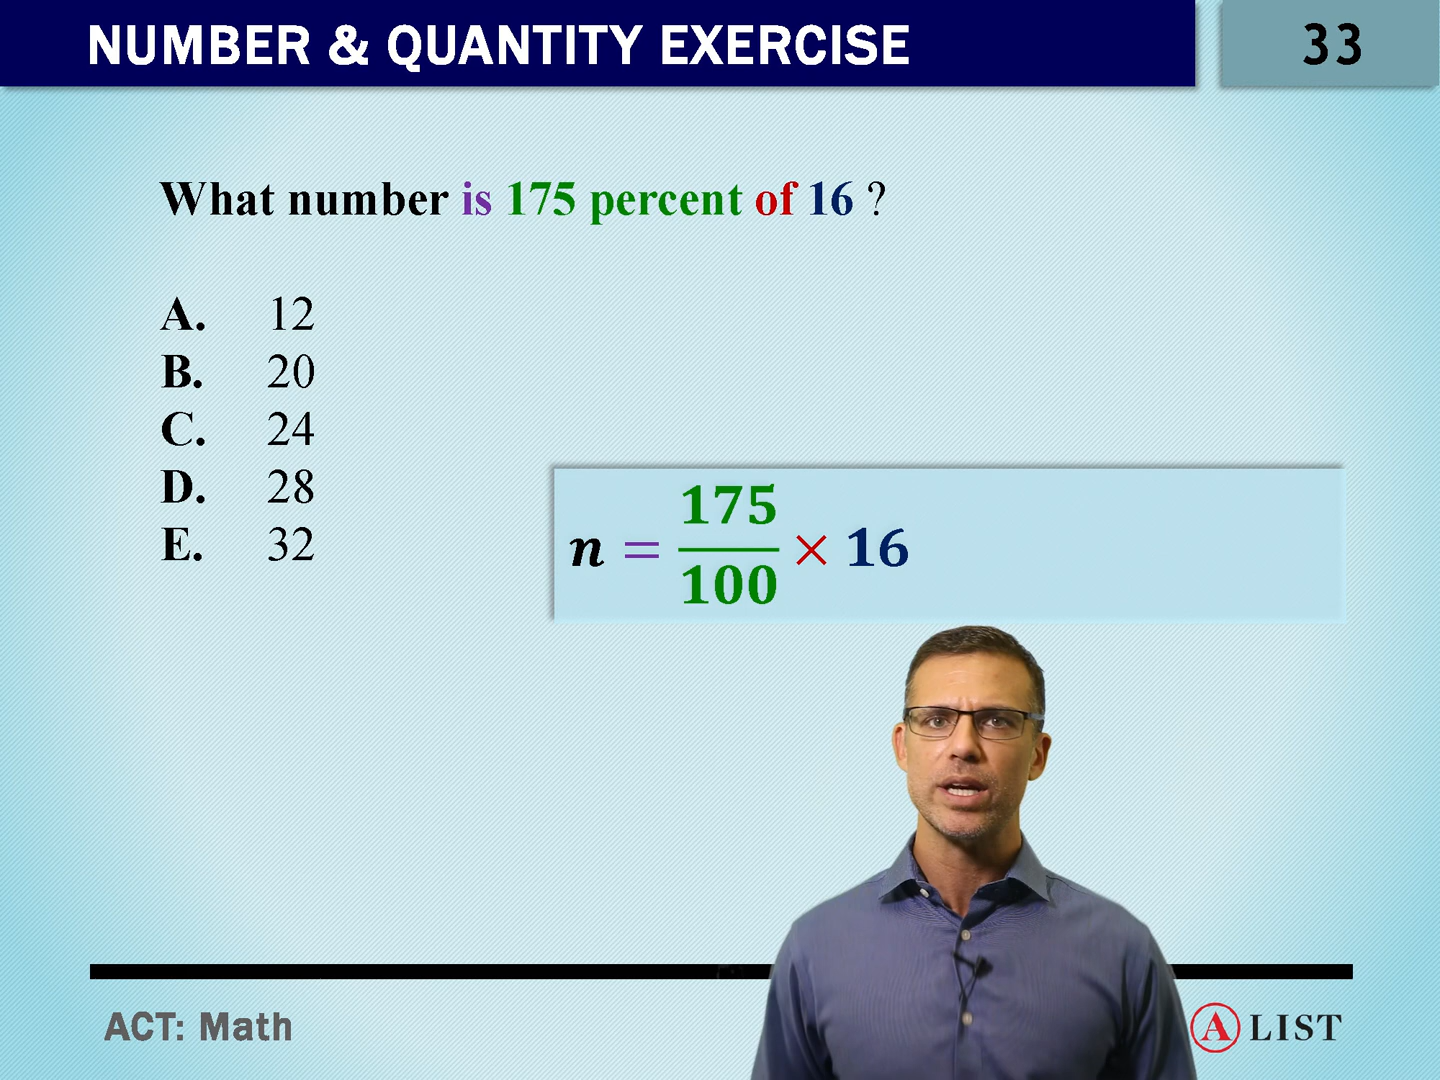 NUMBER & QUANTITY EXERCISE
33
What number is 175 percent of 16 ?
A. 12
B. 20
C. 24
D. 28
E. 32
n = 175/100 × 16
ACT: Math
A LIST